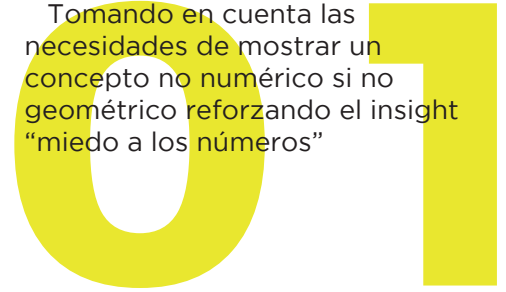 01
Tomando en cuenta las
necesidades de mostrar un
concepto no numérico si no
geométrico reforzando el insight
“miedo a los números”